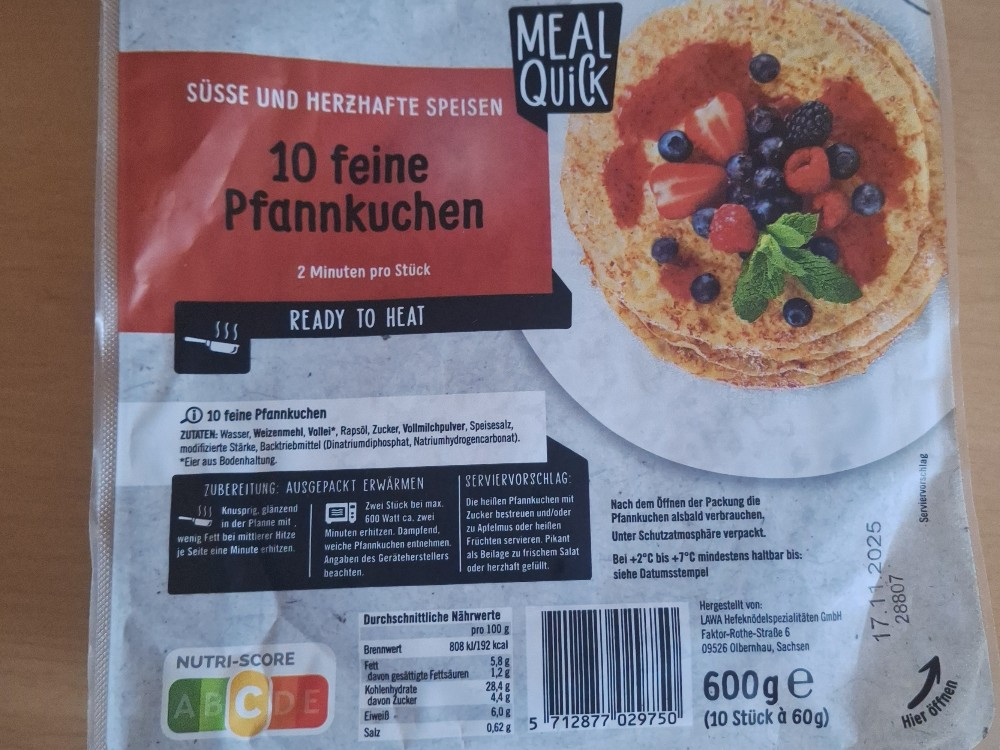 MEAL
QUiCK
SÜSSE UND HERZHAFTE SPEISEN
10 feine
Pfannkuchen
2 Minuten pro Stück
READY TO HEAT
10 feine Pfannkuchen
ZUTATEN: Wasser, Weizenmehl, Vollei*, Rapsöl, Zucker, Vollmilchpulver, Speisesalz,
modifizierte Stärke, Backtriebmittel (Dinatriumdiphosphat, Natriumhydrogencarbonat).
*Eier aus Bodenhaltung.
ZUBEREITUNG: AUSGEPACKT ERWÄRMEN
Knusprig, glänzend
in der Pfanne mit
wenig Fett bei mittlerer Hitze
je Seite eine Minute erhitzen.
Zwei Stück bei max.
600 Watt ca. zwei
Minuten erhitzen. Dampfend,
weiche Pfannkuchen entnehmen.
Angaben des Geräteherstellers
beachten.
SERVIERVORSCHLAG:
Die heißen Pfannkuchen mit
Zucker bestreuen und/oder
zu Apfelmus oder heißen
Früchten servieren. Pikant
als Beilage zu frischem Salat
oder herzhaft gefüllt.
Nach dem Öffnen der Packung die
Pfannkuchen alsbald verbrauchen.
Unter Schutzatmosphäre verpackt.
Bei +2°C bis +7°C mindestens haltbar bis:
siehe Datumsstempel
Serviervorschlag
17.11.2025
28807
NUTRI-SCORE
A B C D E
Durchschnittliche Nährwerte
pro 100 g
Brennwert 808 kJ/192 kcal
Fett 5,8 g
davon gesättigte Fettsäuren 1,2 g
Kohlenhydrate 28,4 g
davon Zucker 4,4 g
Eiweiß 6,0 g
Salz 0,62 g
5 712877 029750
Hergestellt von:
LAWA Hefeknödelspezialitäten GmbH
Faktor-Rothe-Straße 6
09526 Olbernhau, Sachsen
600g e
(10 Stück à 60g)
Hier öffnen